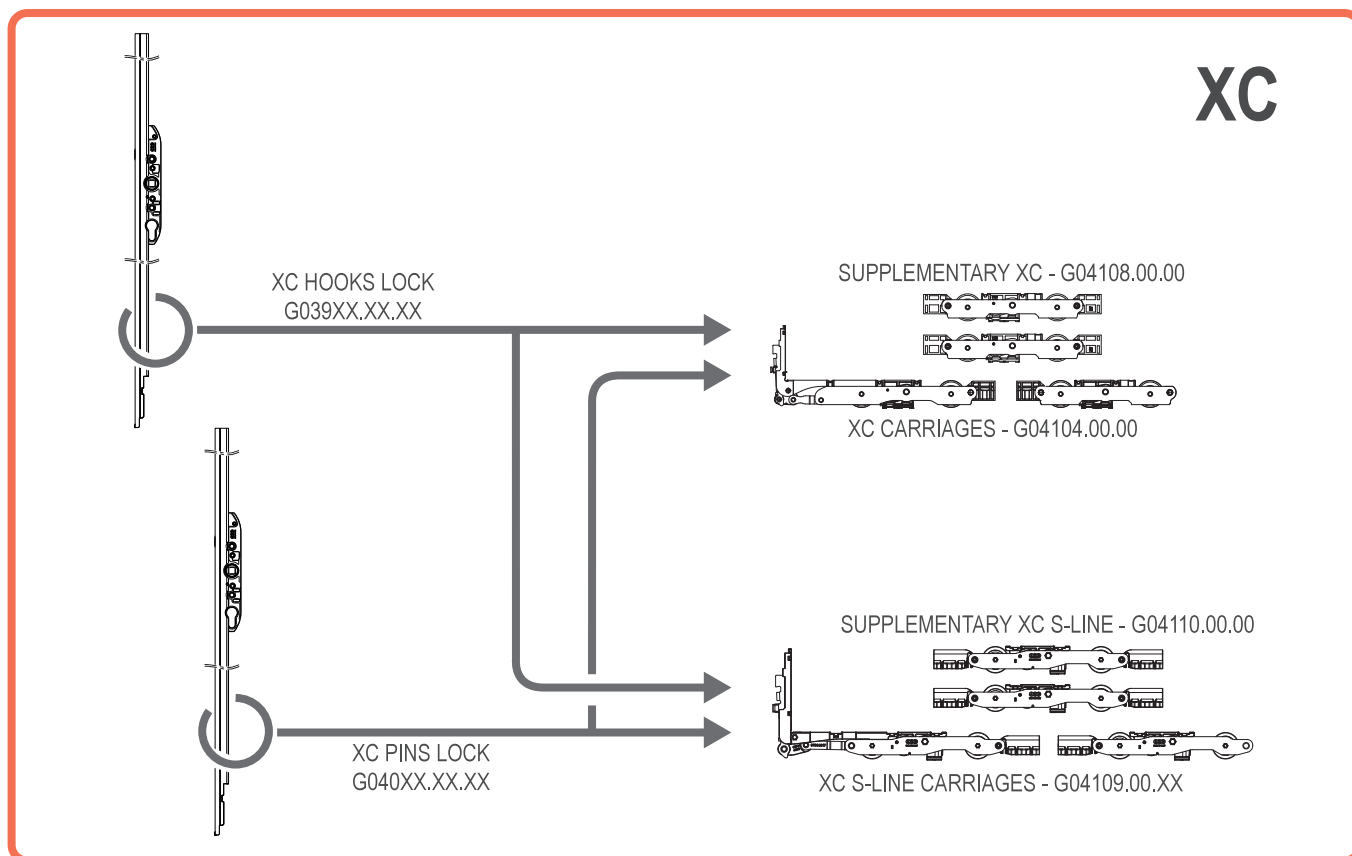 XC
XC HOOKS LOCK
G039XX.XX.XX
SUPPLEMENTARY XC - G04108.00.00
XC CARRIAGES - G04104.00.00
SUPPLEMENTARY XC S-LINE - G04110.00.00
XC PINS LOCK
G040XX.XX.XX
XC S-LINE CARRIAGES - G04109.00.XX